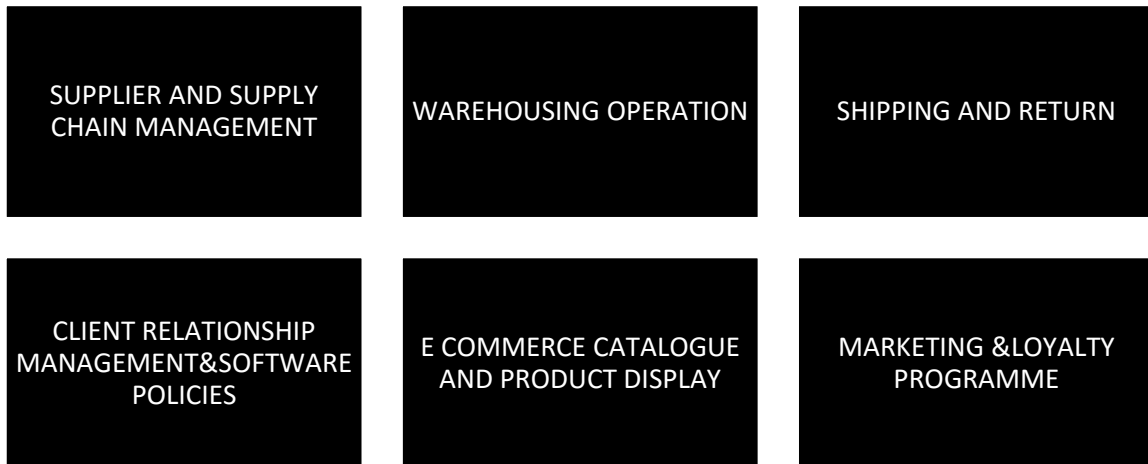 SUPPLIER AND SUPPLY
CHAIN MANAGEMENT
WAREHOUSING OPERATION
SHIPPING AND RETURN
CLIENT RELATIONSHIP
MANAGEMENT&SOFTWARE
POLICIES
E COMMERCE CATALOGUE
AND PRODUCT DISPLAY
MARKETING &LOYALTY
PROGRAMME